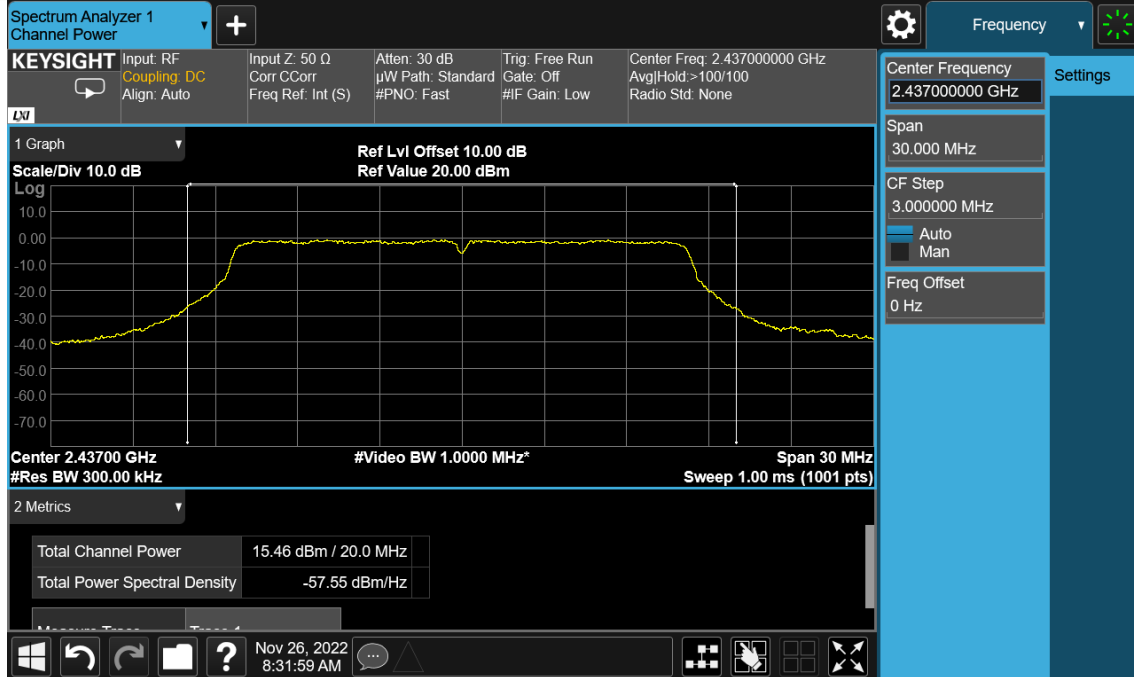 Spectrum Analyzer 1
Channel Power
+
Frequency
KEYSIGHT
LXI
Input: RF
Coupling: DC
Align: Auto
Input Z: 50 Ω
Corr CCorr
Freq Ref: Int (S)
Atten: 30 dB
µW Path: Standard
#PNO: Fast
Trig: Free Run
Gate: Off
#IF Gain: Low
Center Freq: 2.437000000 GHz
Avg|Hold:>100/100
Radio Std: None
Center Frequency
2.437000000 GHz
Settings
Span
30.000 MHz
CF Step
3.000000 MHz
Auto
Man
Freq Offset
0 Hz
1 Graph
Scale/Div 10.0 dB
Ref Lvl Offset 10.00 dB
Ref Value 20.00 dBm
Log
10.0
0.00
-10.0
-20.0
-30.0
-40.0
-50.0
-60.0
-70.0
Center 2.43700 GHz
#Video BW 1.0000 MHz*
Span 30 MHz
#Res BW 300.00 kHz
Sweep 1.00 ms (1001 pts)
2 Metrics
Total Channel Power 15.46 dBm / 20.0 MHz
Total Power Spectral Density -57.55 dBm/Hz
?
Nov 26, 2022
8:31:59 AM